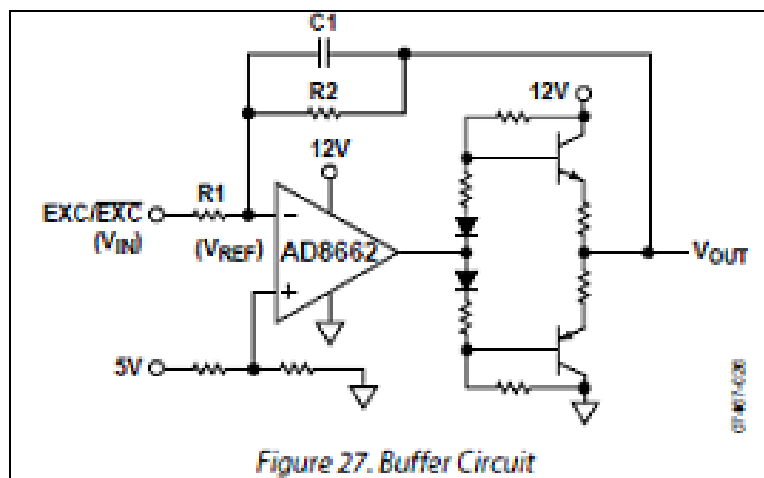 C1
R2
12V
12V
R1
EXC/EXC
(VIN)
(VREF)
AD8662
VOUT
5V
Figure 27. Buffer Circuit